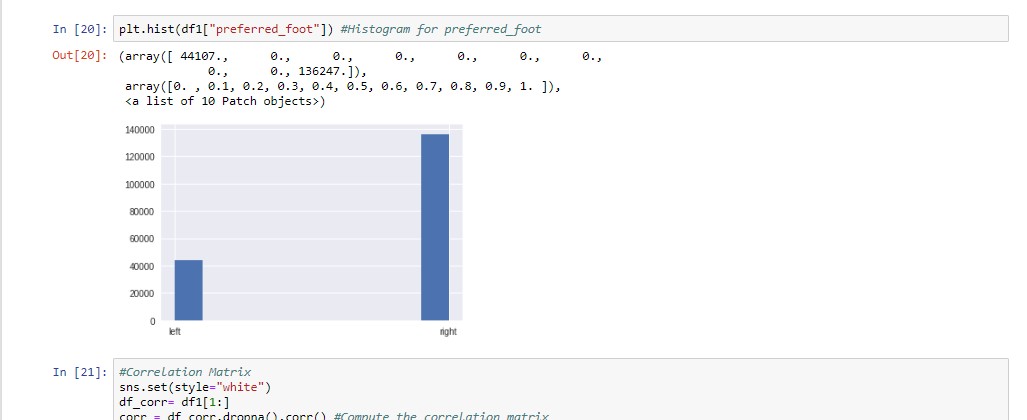 In [20]: plt.hist(df1["preferred_foot"]) #Histogram for preferred_foot
Out[20]: (array([ 44107., 0., 0., 0., 0., 0., 0.,
0., 0., 136247.]),
array([0. , 0.1, 0.2, 0.3, 0.4, 0.5, 0.6, 0.7, 0.8, 0.9, 1. ]),
<a list of 10 Patch objects>)
140000
120000
100000
80000
60000
40000
20000
0
left right
In [21]: #Correlation Matrix
sns.set(style="white")
df_corr= df1[1:]
corr = df_corr.dropna().corr() #Compute the correlation matrix